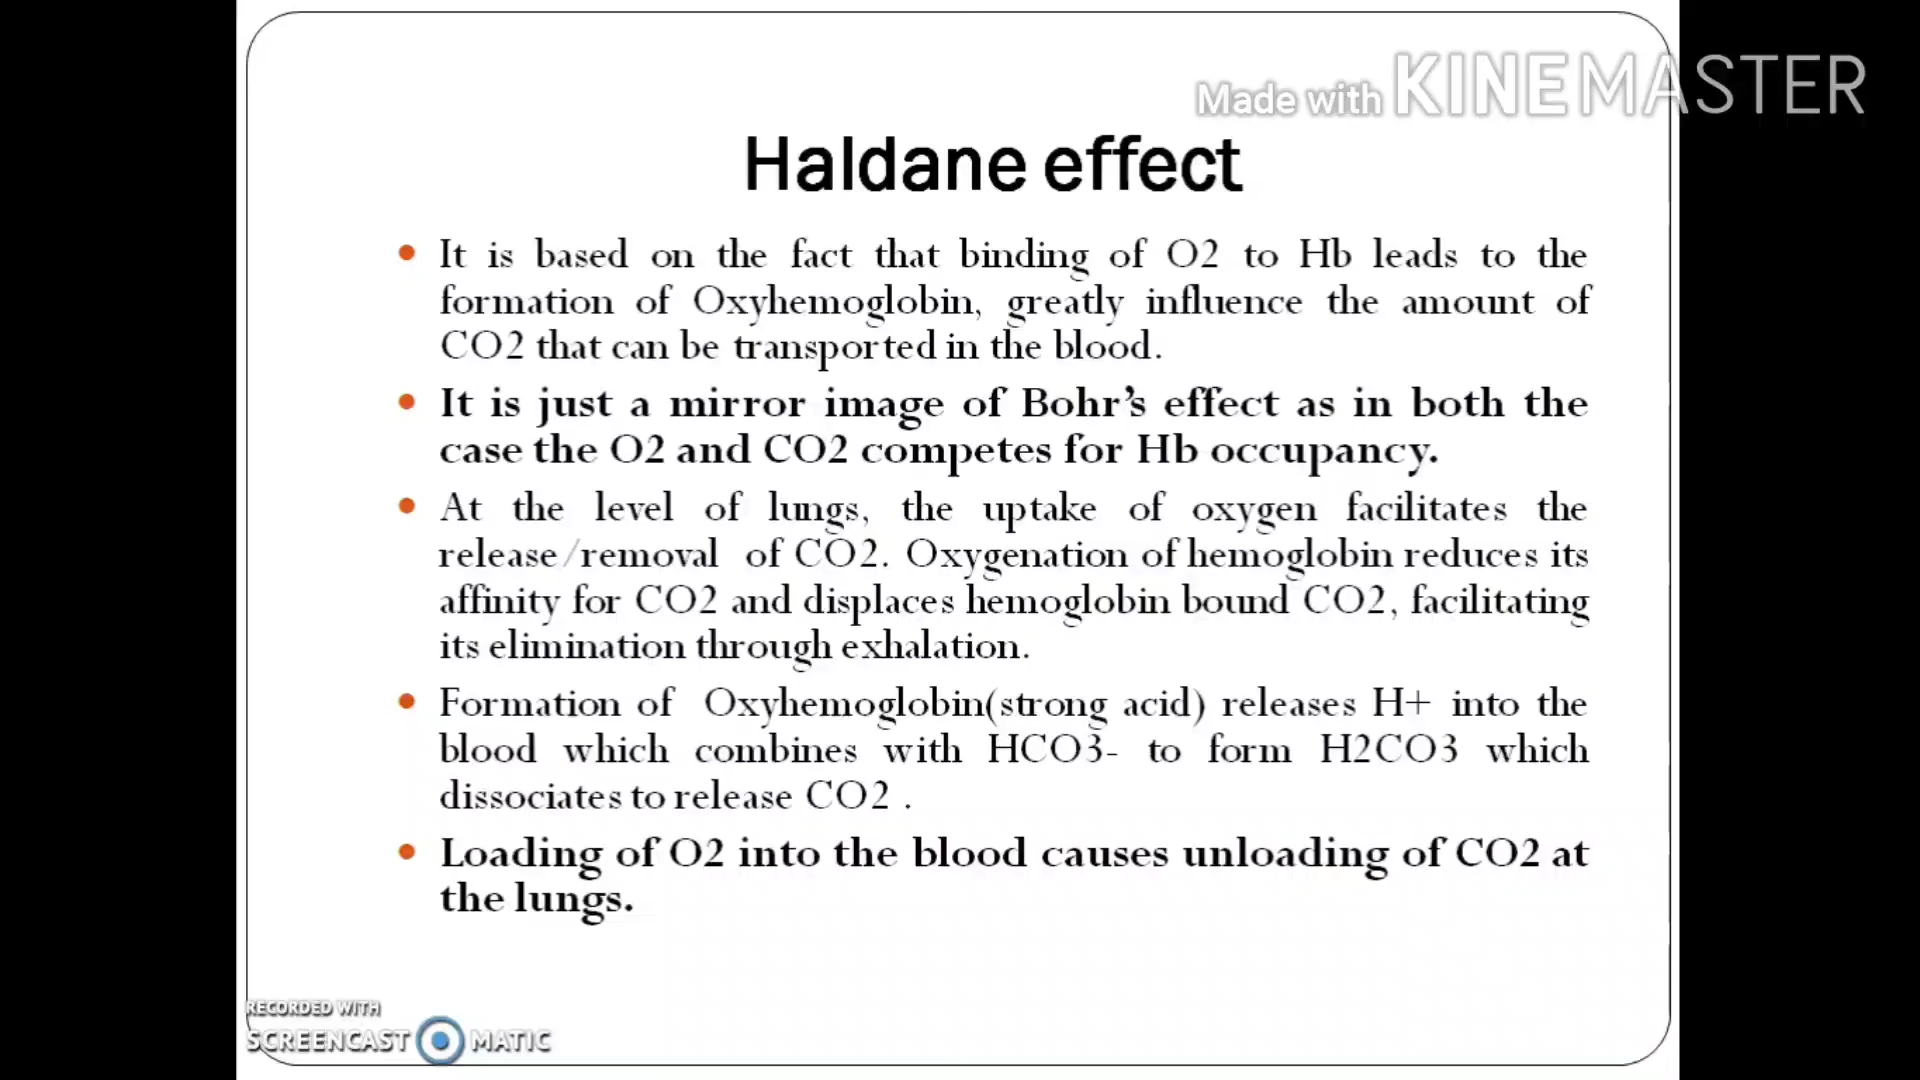 Made with KINEMASTER
Haldane effect
• It is based on the fact that binding of O2 to Hb leads to the
formation of Oxyhemoglobin, greatly influence the amount of
CO2 that can be transported in the blood.
• It is just a mirror image of Bohr’s effect as in both the
case the O2 and CO2 competes for Hb occupancy.
• At the level of lungs, the uptake of oxygen facilitates the
release/removal of CO2. Oxygenation of hemoglobin reduces its
affinity for CO2 and displaces hemoglobin bound CO2, facilitating
its elimination through exhalation.
• Formation of Oxyhemoglobin(strong acid) releases H+ into the
blood which combines with HCO3- to form H2CO3 which
dissociates to release CO2 .
• Loading of O2 into the blood causes unloading of CO2 at
the lungs.
RECORDED WITH
SCREENCAST MATIC